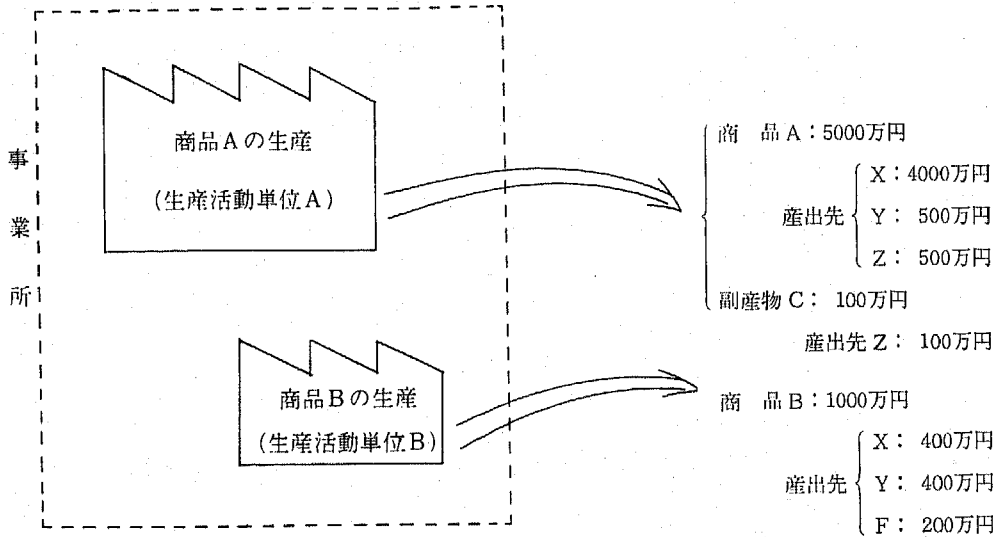 事業所
商品Aの生産
(生産活動単位A)
商品Bの生産
(生産活動単位B)
商 品A:5000万円
産出先
X:4000万円
Y: 500万円
Z: 500万円
副産物C: 100万円
産出先Z: 100万円
商 品B:1000万円
産出先
X: 400万円
Y: 400万円
F: 200万円